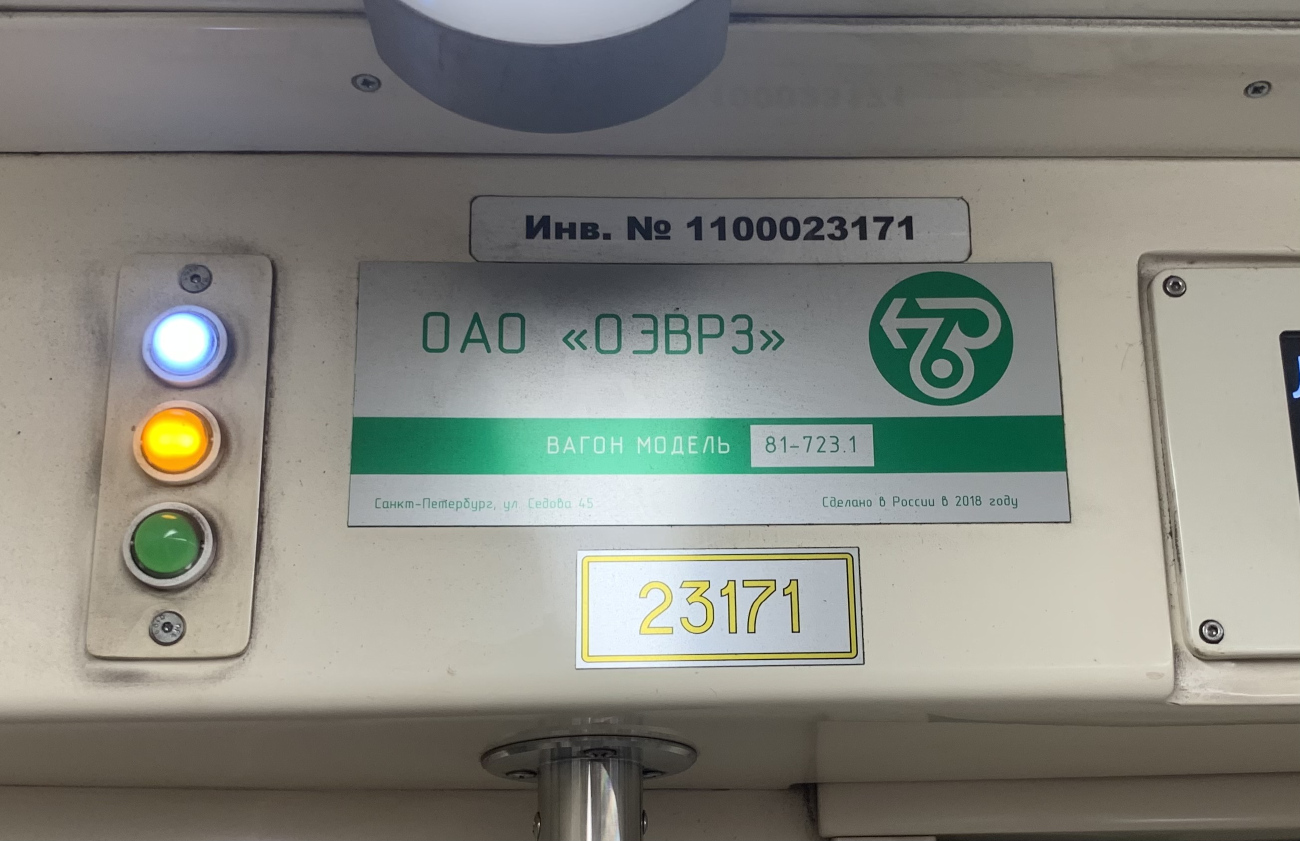 Инв. № 1100023171
ОАО «ОЭВРЗ»
ВАГОН МОДЕЛЬ 81-723.1
Санкт-Петербург, ул. Седова 45
Сделано в России в 2018 году
23171